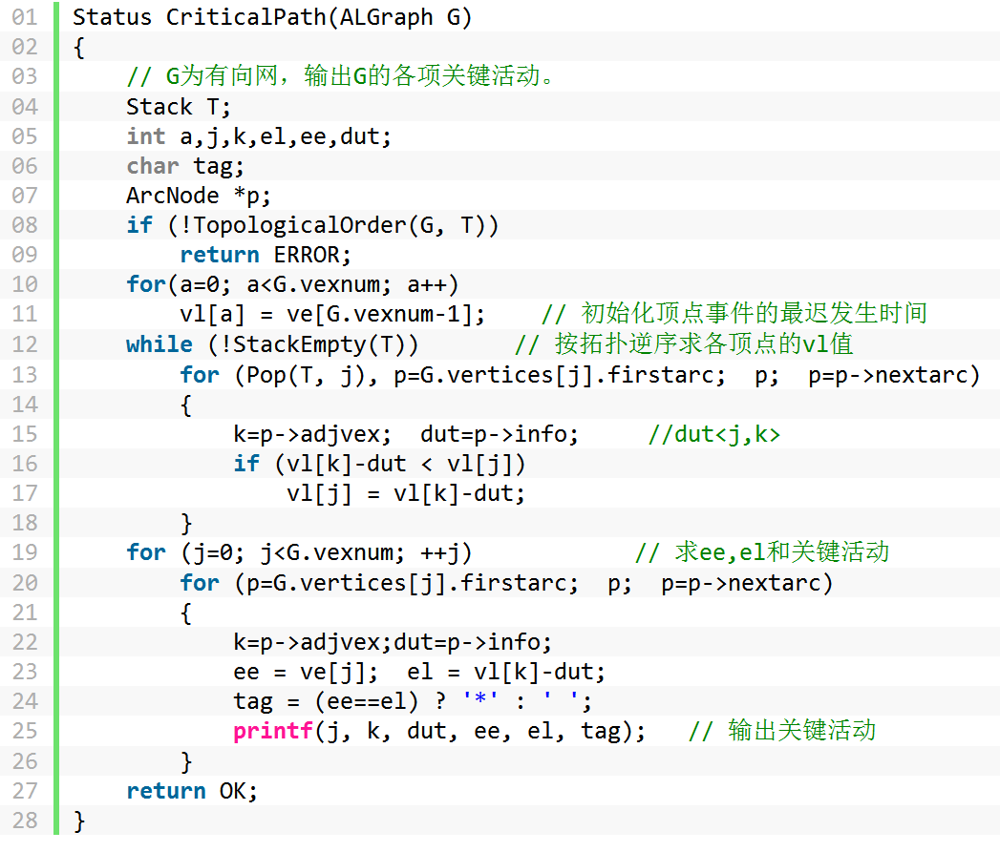 01 Status CriticalPath(ALGraph G)
02 {
03     // G为有向网，输出G的各项关键活动。
04     Stack T;
05     int a,j,k,el,ee,dut;
06     char tag;
07     ArcNode *p;
08     if (!TopologicalOrder(G, T))
09         return ERROR;
10     for(a=0; a<G.vexnum; a++)
11         vl[a] = ve[G.vexnum-1];    // 初始化顶点事件的最迟发生时间
12     while (!StackEmpty(T))       // 按拓扑逆序求各顶点的vl值
13         for (Pop(T, j), p=G.vertices[j].firstarc;  p;  p=p->nextarc)
14         {
15             k=p->adjvex;  dut=p->info;     //dut<j,k>
16             if (vl[k]-dut < vl[j])
17                 vl[j] = vl[k]-dut;
18         }
19     for (j=0; j<G.vexnum; ++j)            // 求ee,el和关键活动
20         for (p=G.vertices[j].firstarc;  p;  p=p->nextarc)
21         {
22             k=p->adjvex;dut=p->info;
23             ee = ve[j];  el = vl[k]-dut;
24             tag = (ee==el) ? '*' : ' ';
25             printf(j, k, dut, ee, el, tag);   // 输出关键活动
26         }
27     return OK;
28 }